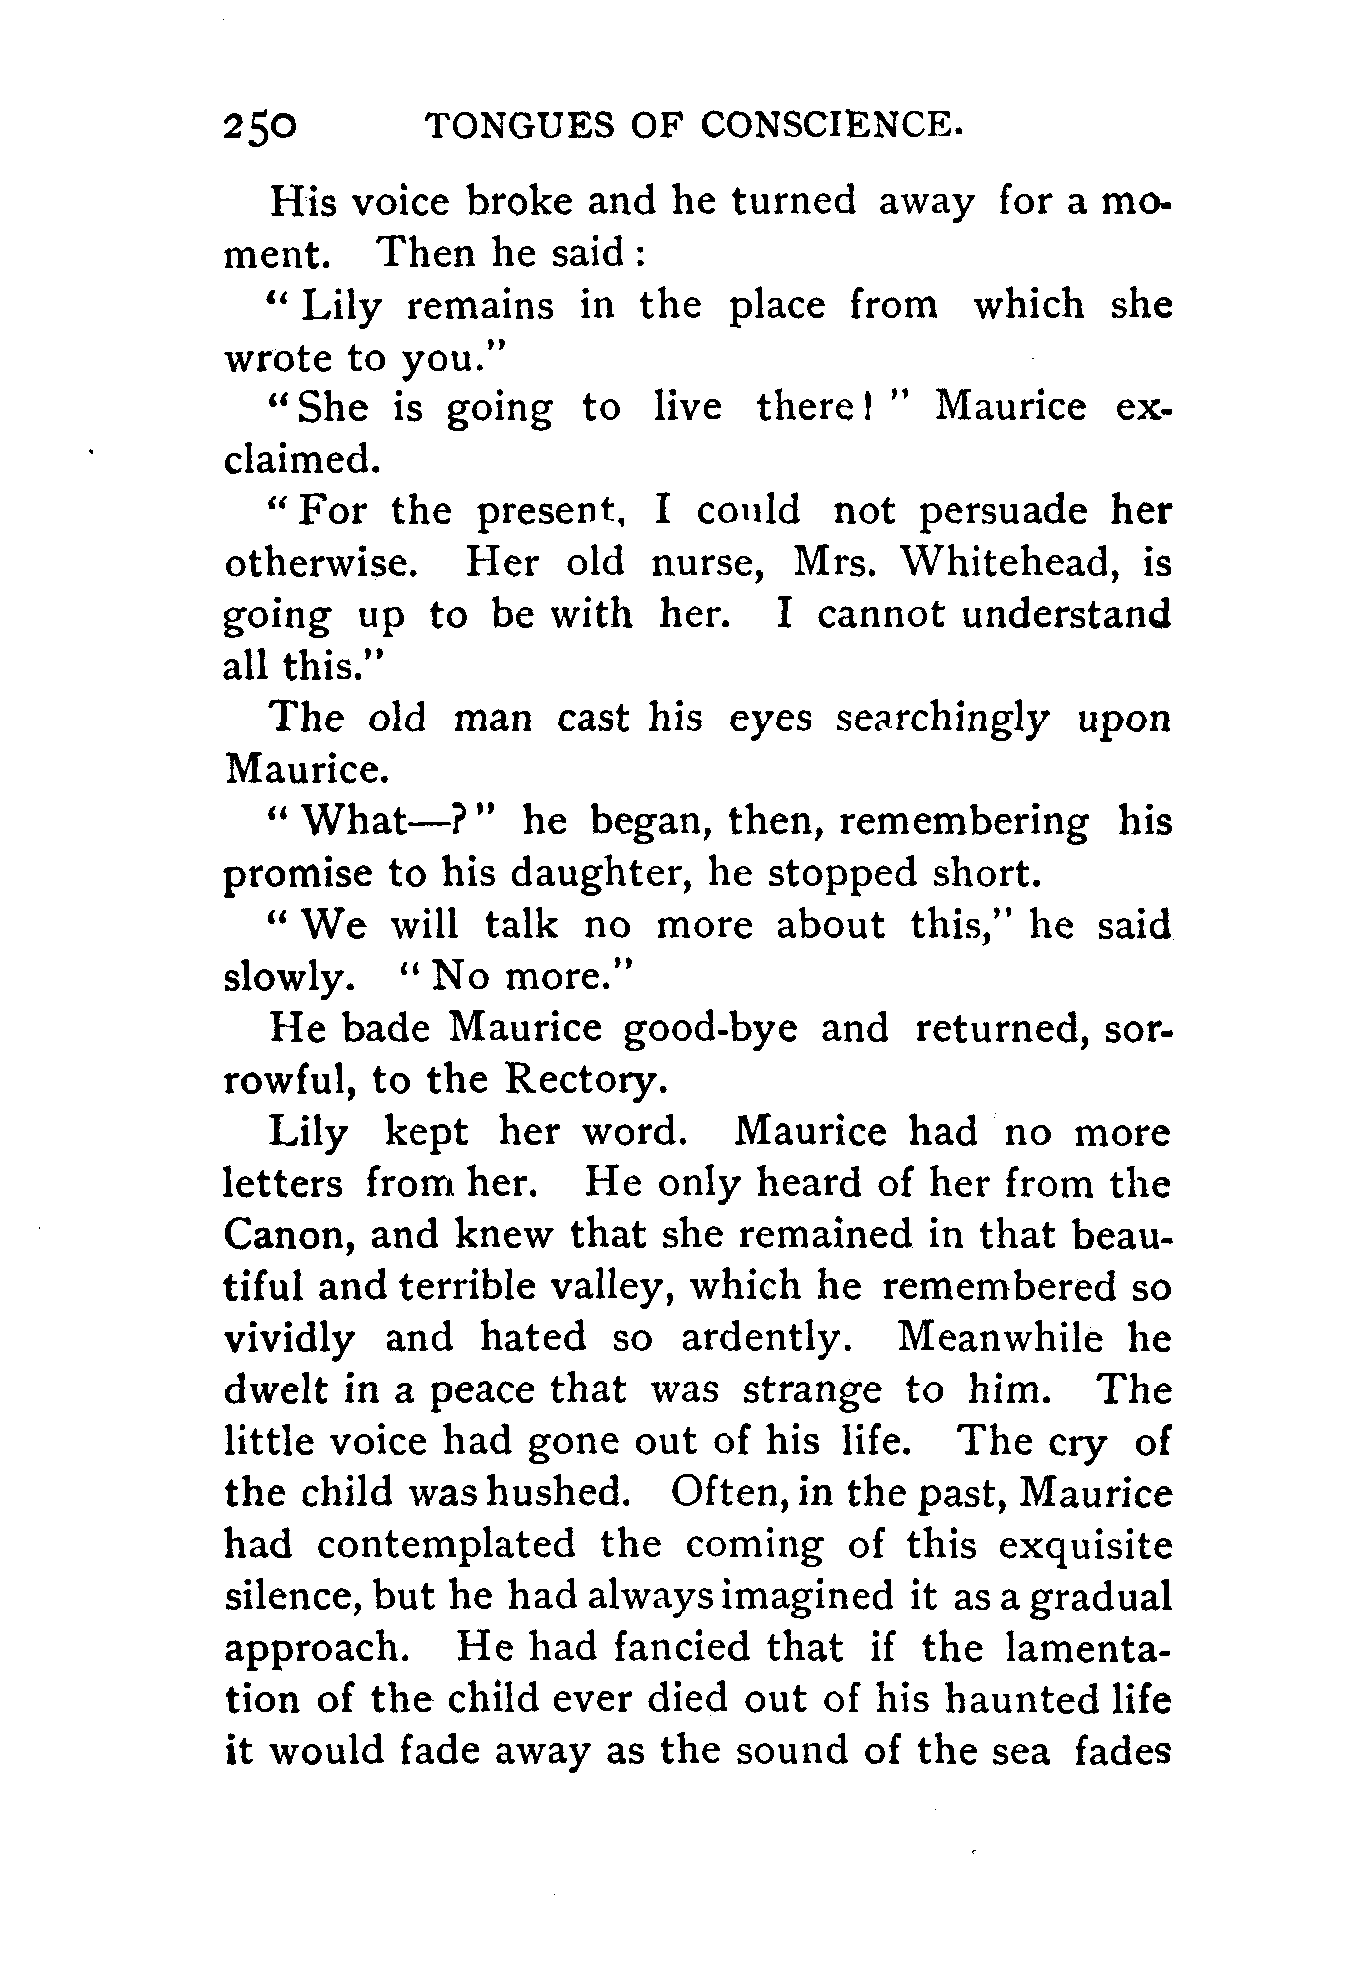 250 TONGUES OF CONSCIENCE.
His voice broke and he turned away for a mo-
ment. Then he said :
“ Lily remains in the place from which she
wrote to you.”
“ She is going to live there ! ” Maurice ex-
claimed.
“ For the present, I could not persuade her
otherwise. Her old nurse, Mrs. Whitehead, is
going up to be with her. I cannot understand
all this.”
The old man cast his eyes searchingly upon
Maurice.
“ What—? ” he began, then, remembering his
promise to his daughter, he stopped short.
“ We will talk no more about this,” he said
slowly. “ No more.”
He bade Maurice good-bye and returned, sor-
rowful, to the Rectory.
Lily kept her word. Maurice had no more
letters from her. He only heard of her from the
Canon, and knew that she remained in that beau-
tiful and terrible valley, which he remembered so
vividly and hated so ardently. Meanwhile he
dwelt in a peace that was strange to him. The
little voice had gone out of his life. The cry of
the child was hushed. Often, in the past, Maurice
had contemplated the coming of this exquisite
silence, but he had always imagined it as a gradual
approach. He had fancied that if the lamenta-
tion of the child ever died out of his haunted life
it would fade away as the sound of the sea fades